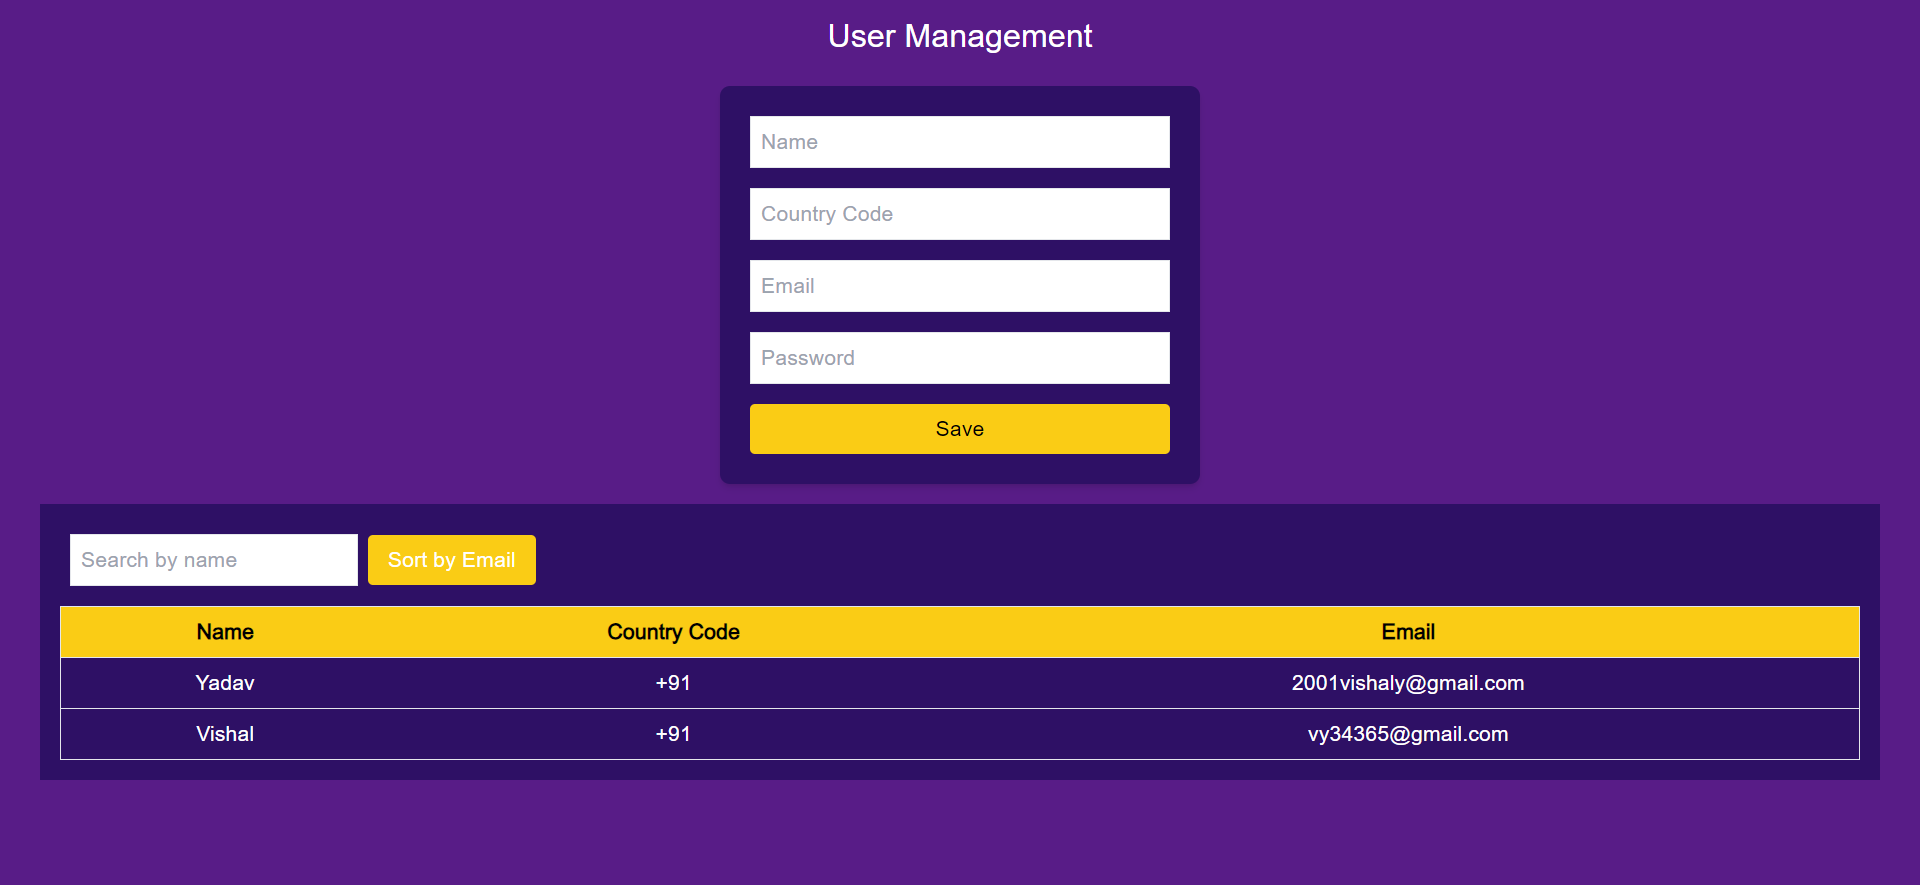 User Management
Name
Country Code
Email
Password
Save
Search by name Sort by Email
Name Country Code Email
Yadav +91 2001vishaly@gmail.com
Vishal +91 vy34365@gmail.com